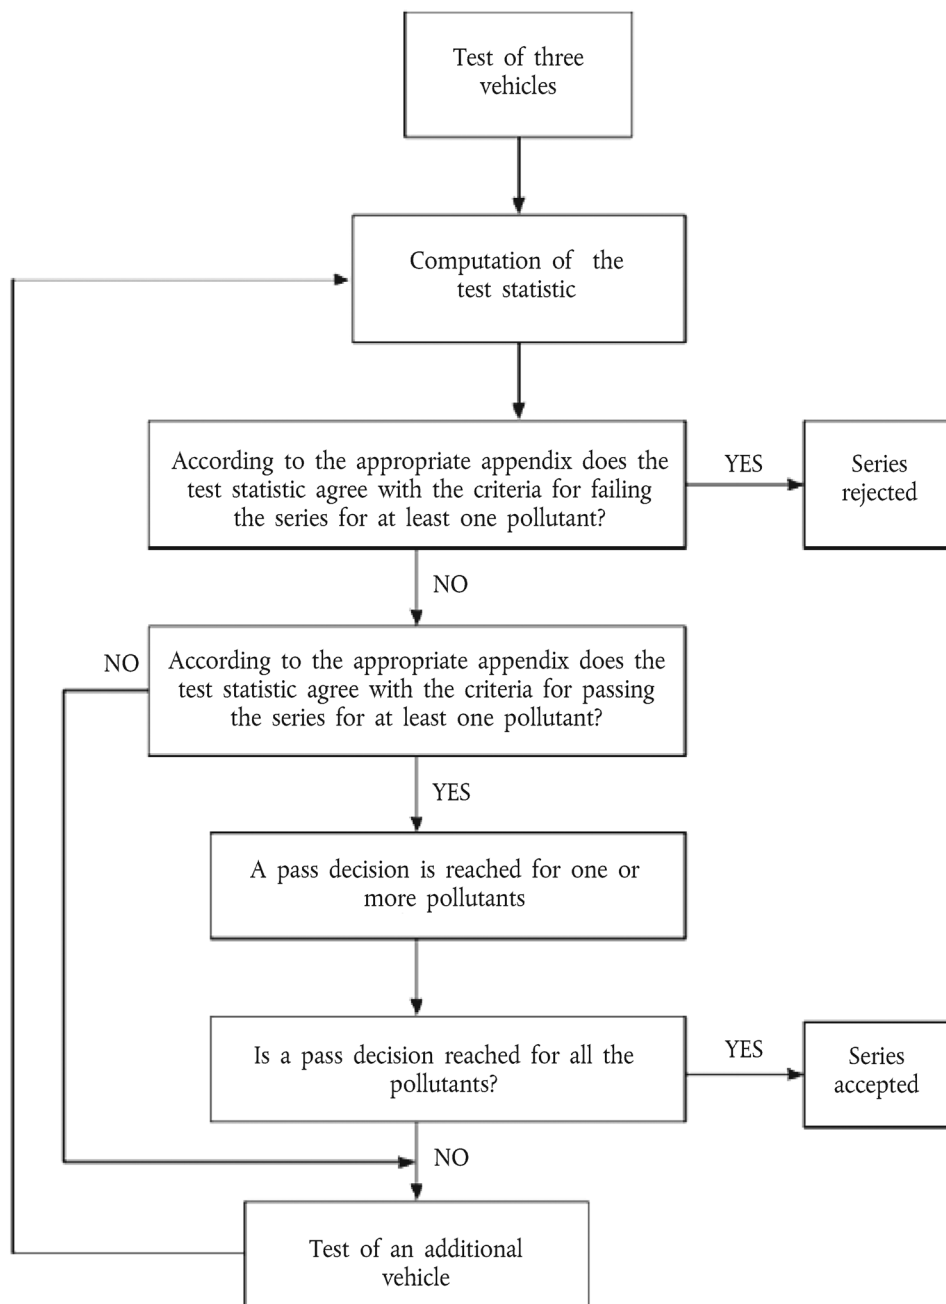 Test of three
vehicles
Computation of the
test statistic
According to the appropriate appendix does the
test statistic agree with the criteria for failing
the series for at least one pollutant?
YES
Series
rejected
NO
NO
According to the appropriate appendix does the
test statistic agree with the criteria for passing
the series for at least one pollutant?
YES
A pass decision is reached for one or
more pollutants
Is a pass decision reached for all the
pollutants?
YES
Series
accepted
NO
Test of an additional
vehicle